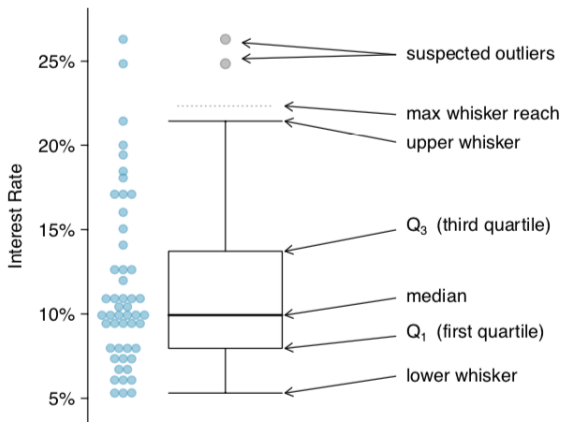 Interest Rate
25%
20%
15%
10%
5%
suspected outliers
max whisker reach
upper whisker
Q3 (third quartile)
median
Q1 (first quartile)
lower whisker